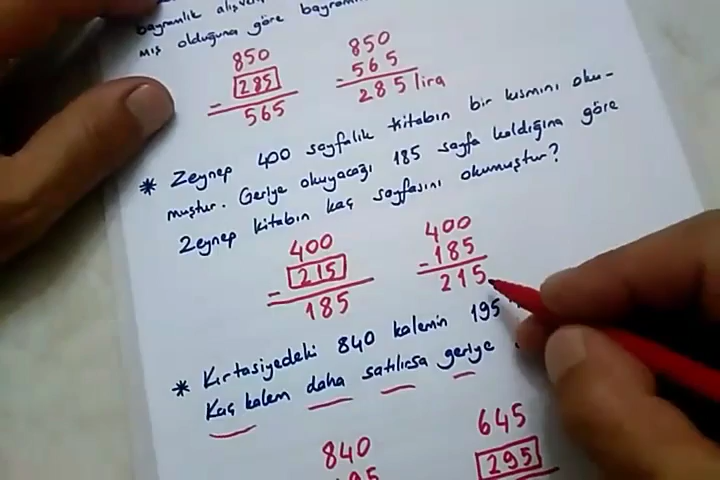 bayramlık alışveri
mış olduğuna göre bayram
850 850
- 285 - 565
565 285 lira
* Zeynep 400 sayfalık kitabın bir kısmını oku-
muştur. Geriye okuyacağı 185 sayfa kaldığına göre
Zeynep kitabın kaç sayfasını okumuştur?
400 400
- 215 - 185
185 215
* Kırtasiyedeki 840 kalemin 195
Kaç kalem daha satılırsa geriye
840 645
95 295